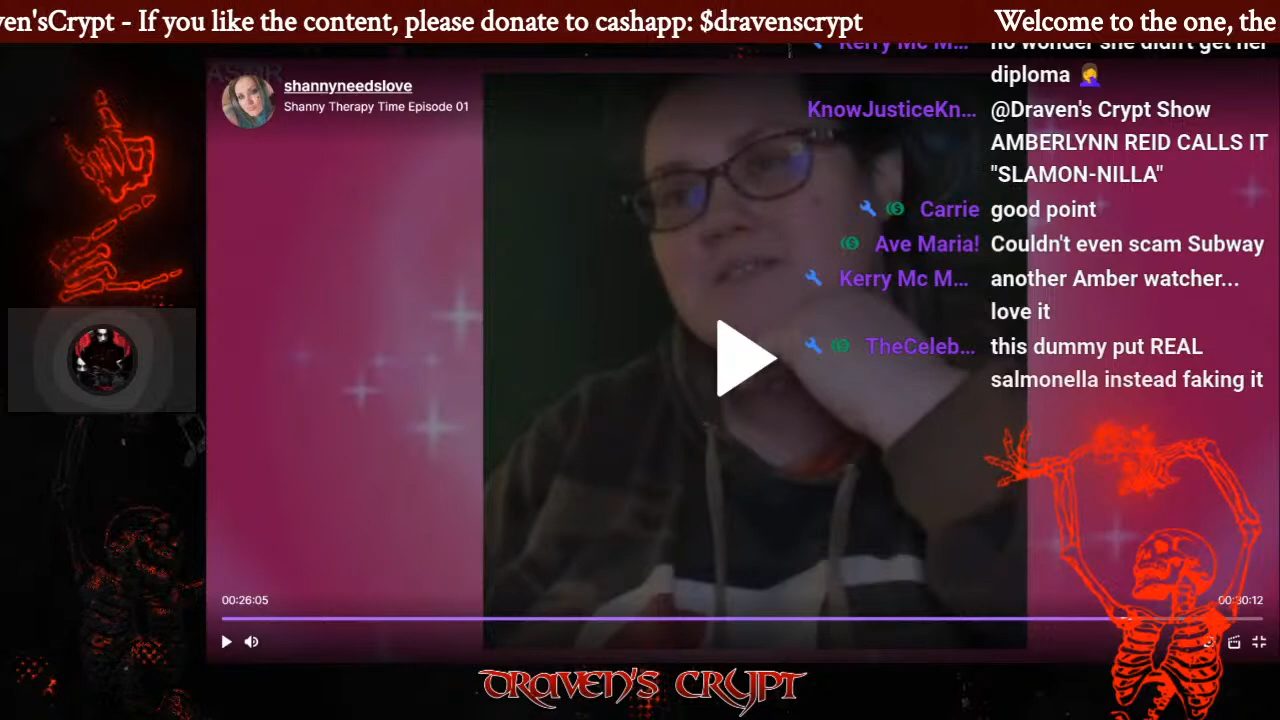 ven'sCrypt - If you like the content, please donate to cashapp: $dravenscrypt
Welcome to the one, the
shannyneedslove
Shanny Therapy Time Episode 01
Kerry Mc M... no wonder she didn't get her
diploma 🤦‍♀️
KnowJusticeKn... @Draven's Crypt Show
AMBERLYNN REID CALLS IT
"SLAMON-NILLA"
Carrie good point
Ave Maria! Couldn't even scam Subway
Kerry Mc M... another Amber watcher...
love it
TheCeleb... this dummy put REAL
salmonella instead faking it
00:26:05
00:30:12
DRAVEN'S CRYPT